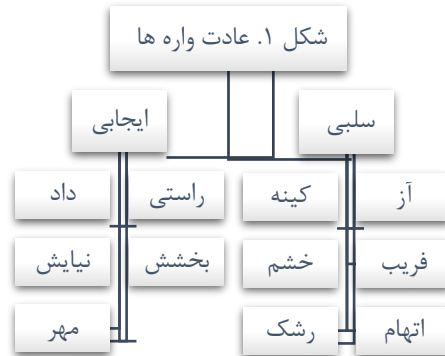 شکل ۱. عادت واره ها
سلبی
ایجابی
آز
کینه
فریب
خشم
اتهام
رشک
راستی
داد
بخشش
نیایش
مهر